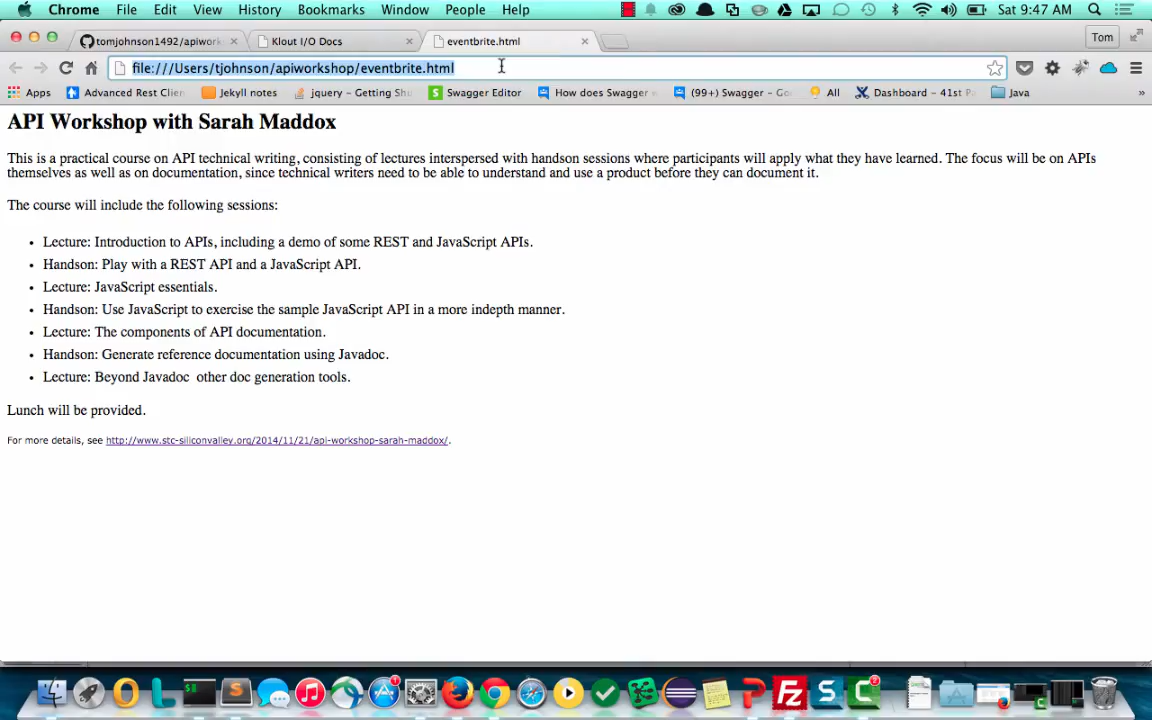 Chrome File Edit View History Bookmarks Window People Help Sat 9:47 AM
tomjohnson1492/apiwork Klout I/O Docs eventbrite.html Tom
file:///Users/tjohnson/apiworkshop/eventbrite.html
Apps Advanced Rest Clien Jekyll notes jquery – Getting Sta Swagger Editor How does Swagger (99+) Swagger – Go All Dashboard – 41st Pa Java »
API Workshop with Sarah Maddox
This is a practical course on API technical writing, consisting of lectures interspersed with handson sessions where participants will apply what they have learned. The focus will be on APIs
themselves as well as on documentation, since technical writers need to be able to understand and use a product before they can document it.
The course will include the following sessions:
• Lecture: Introduction to APIs, including a demo of some REST and JavaScript APIs.
• Handson: Play with a REST API and a JavaScript API.
• Lecture: JavaScript essentials.
• Handson: Use JavaScript to exercise the sample JavaScript API in a more indepth manner.
• Lecture: The components of API documentation.
• Handson: Generate reference documentation using Javadoc.
• Lecture: Beyond Javadoc other doc generation tools.
Lunch will be provided.
For more details, see http://www.stc-siliconvalley.org/2014/11/21/api-workshop-sarah-maddox/.